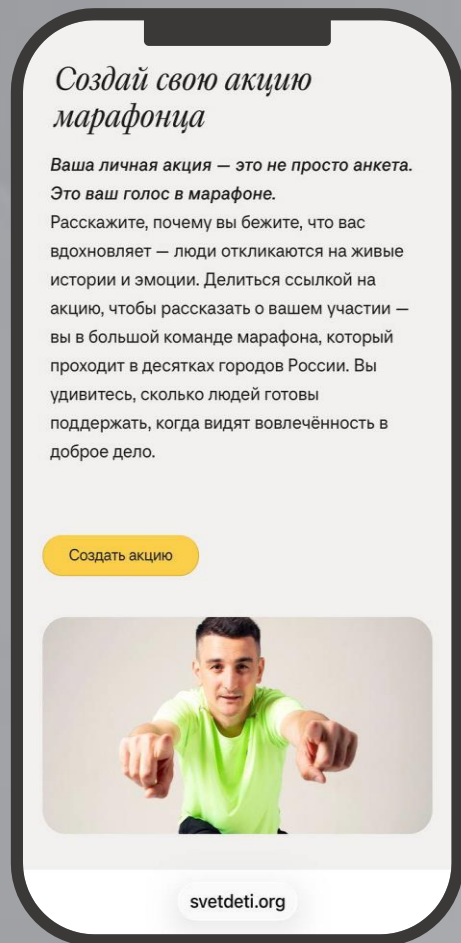 Создай свою акцию
марафонца
Ваша личная акция — это не просто анкета.
Это ваш голос в марафоне.
Расскажите, почему вы бежите, что вас
вдохновляет — люди откликаются на живые
истории и эмоции. Делиться ссылкой на
акцию, чтобы рассказать о вашем участии —
вы в большой команде марафона, который
проходит в десятках городов России. Вы
удивитесь, сколько людей готовы
поддержать, когда видят вовлечённость в
доброе дело.
Создать акцию
svetdeti.org